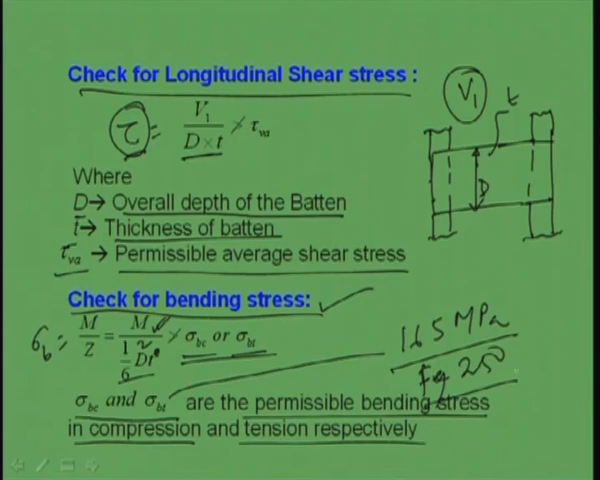 Check for Longitudinal Shear stress :
τ = V₁ / D × t ≯ τva
V₁
t
D
Where
D → Overall depth of the Batten
t → Thickness of batten
τva → Permissible average shear stress
Check for bending stress:
σb = M / Z = M / (1/6 Dt²) ≯ σbc or σbt
165 MPa
Fe 250
σbc and σbt are the permissible bending stress
in compression and tension respectively